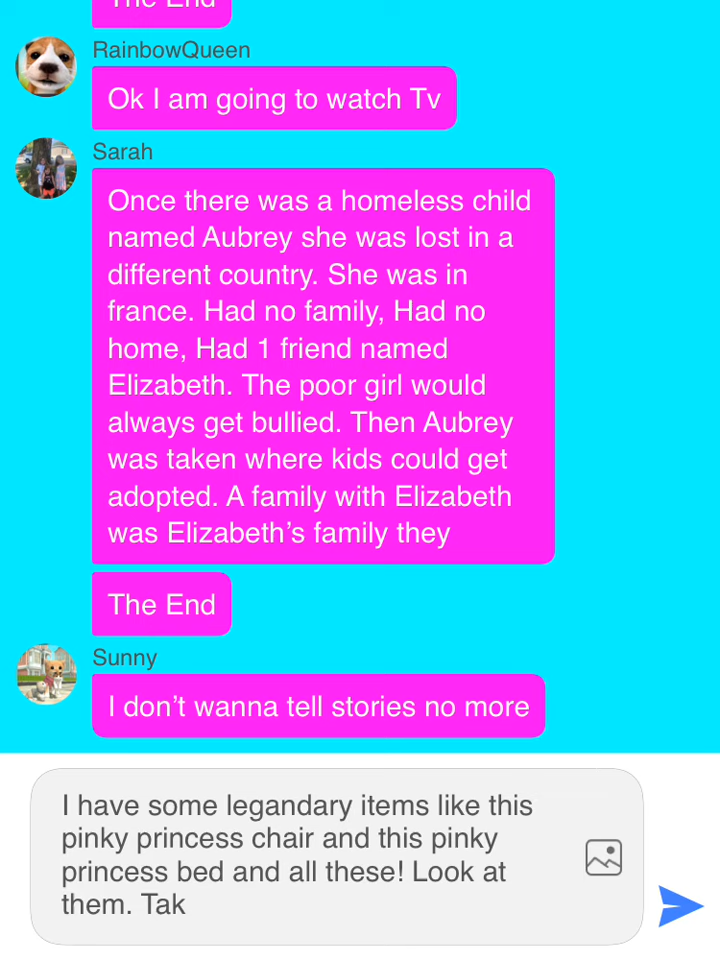 The End
RainbowQueen
Ok I am going to watch Tv
Sarah
Once there was a homeless child
named Aubrey she was lost in a
different country. She was in
france. Had no family, Had no
home, Had 1 friend named
Elizabeth. The poor girl would
always get bullied. Then Aubrey
was taken where kids could get
adopted. A family with Elizabeth
was Elizabeth’s family they
The End
Sunny
I don’t wanna tell stories no more
I have some legandary items like this
pinky princess chair and this pinky
princess bed and all these! Look at
them. Tak